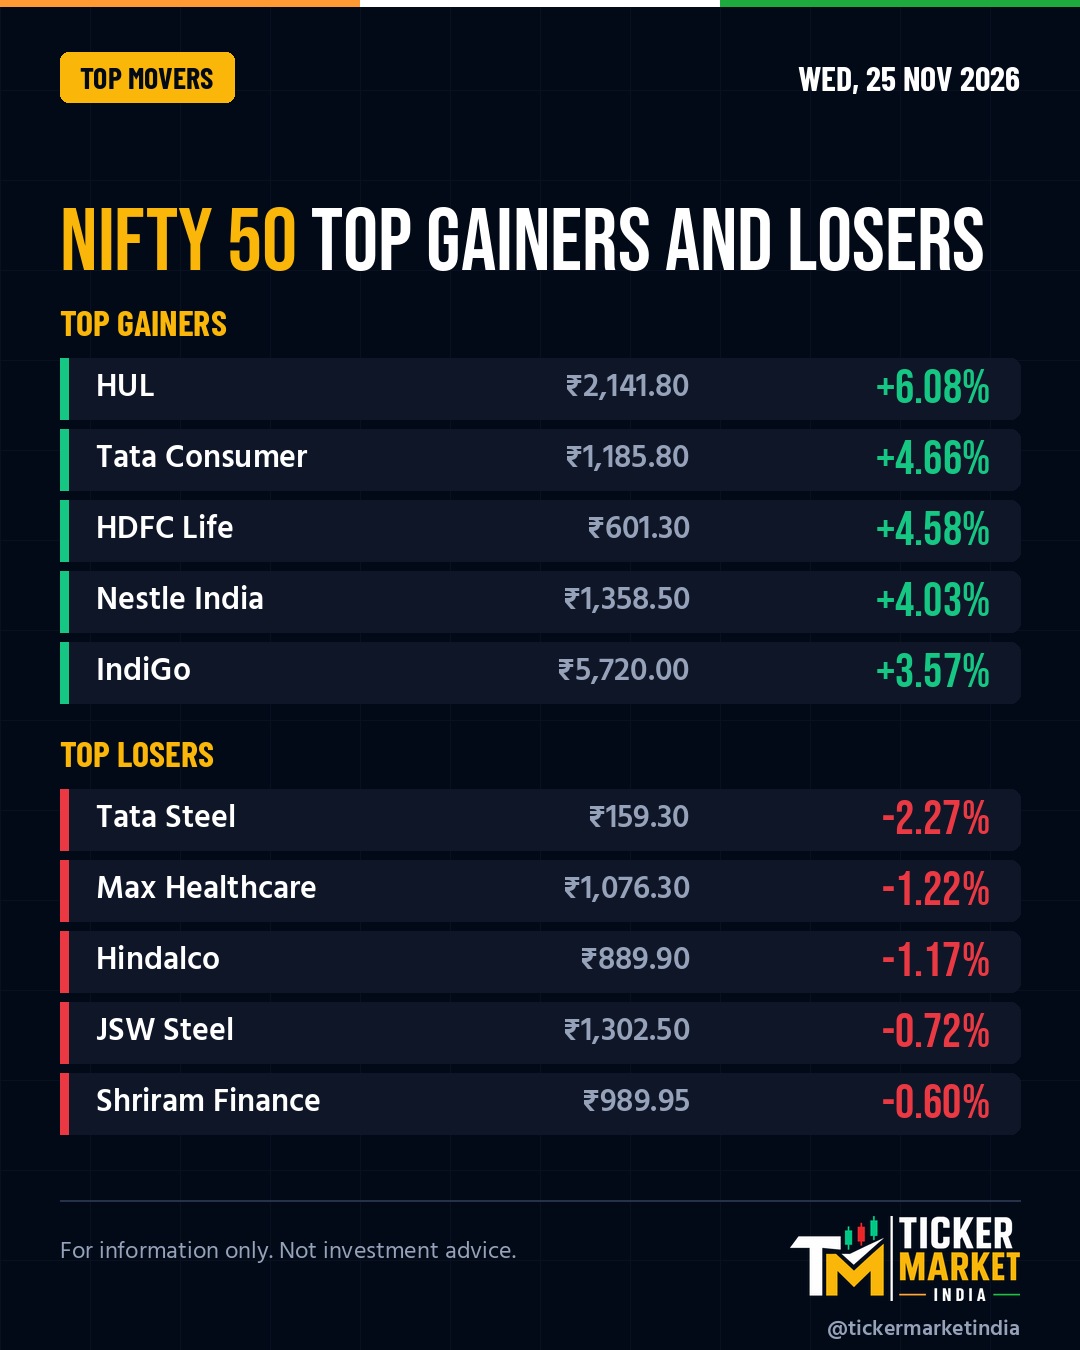 TOP MOVERS
WED, 25 NOV 2026
NIFTY 50 TOP GAINERS AND LOSERS
TOP GAINERS
HUL ₹2,141.80 +6.08%
Tata Consumer ₹1,185.80 +4.66%
HDFC Life ₹601.30 +4.58%
Nestle India ₹1,358.50 +4.03%
IndiGo ₹5,720.00 +3.57%
TOP LOSERS
Tata Steel ₹159.30 -2.27%
Max Healthcare ₹1,076.30 -1.22%
Hindalco ₹889.90 -1.17%
JSW Steel ₹1,302.50 -0.72%
Shriram Finance ₹989.95 -0.60%
For information only. Not investment advice.
TM
TICKER
MARKET
INDIA
@tickermarketindia